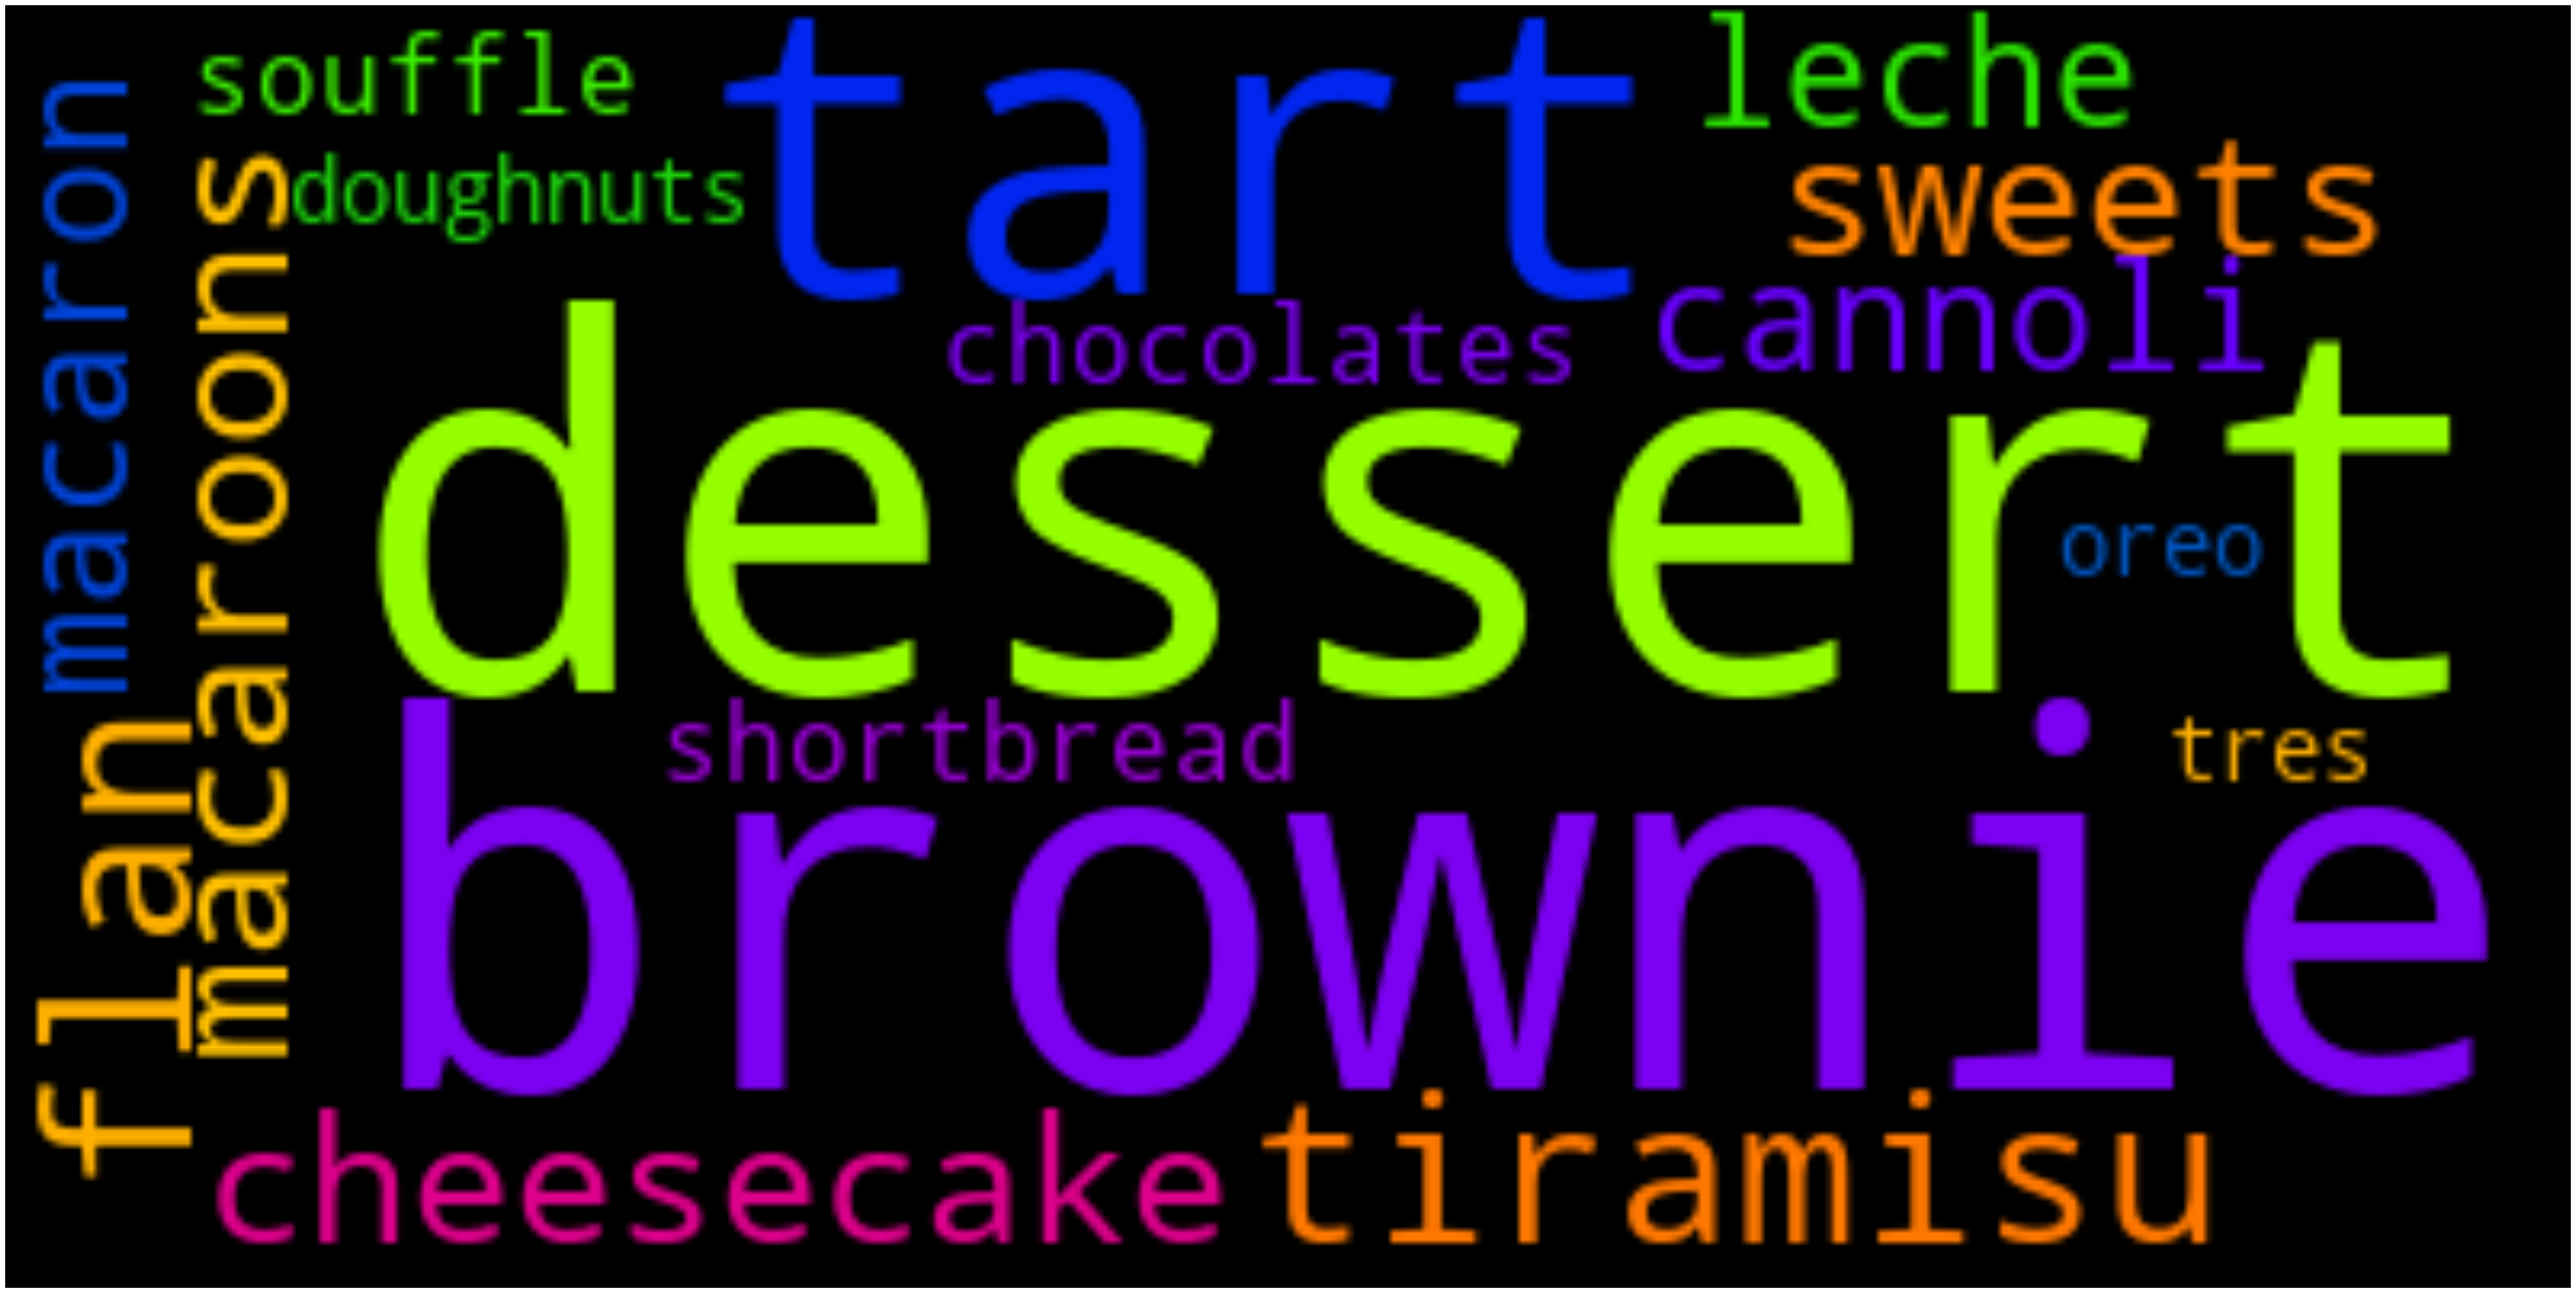 souffle
tart
leche
macaron
macaroons
doughnuts
sweets
cannoli
chocolates
dessert
oreo
flan
shortbread
tres
brownie
cheesecake
tiramisu